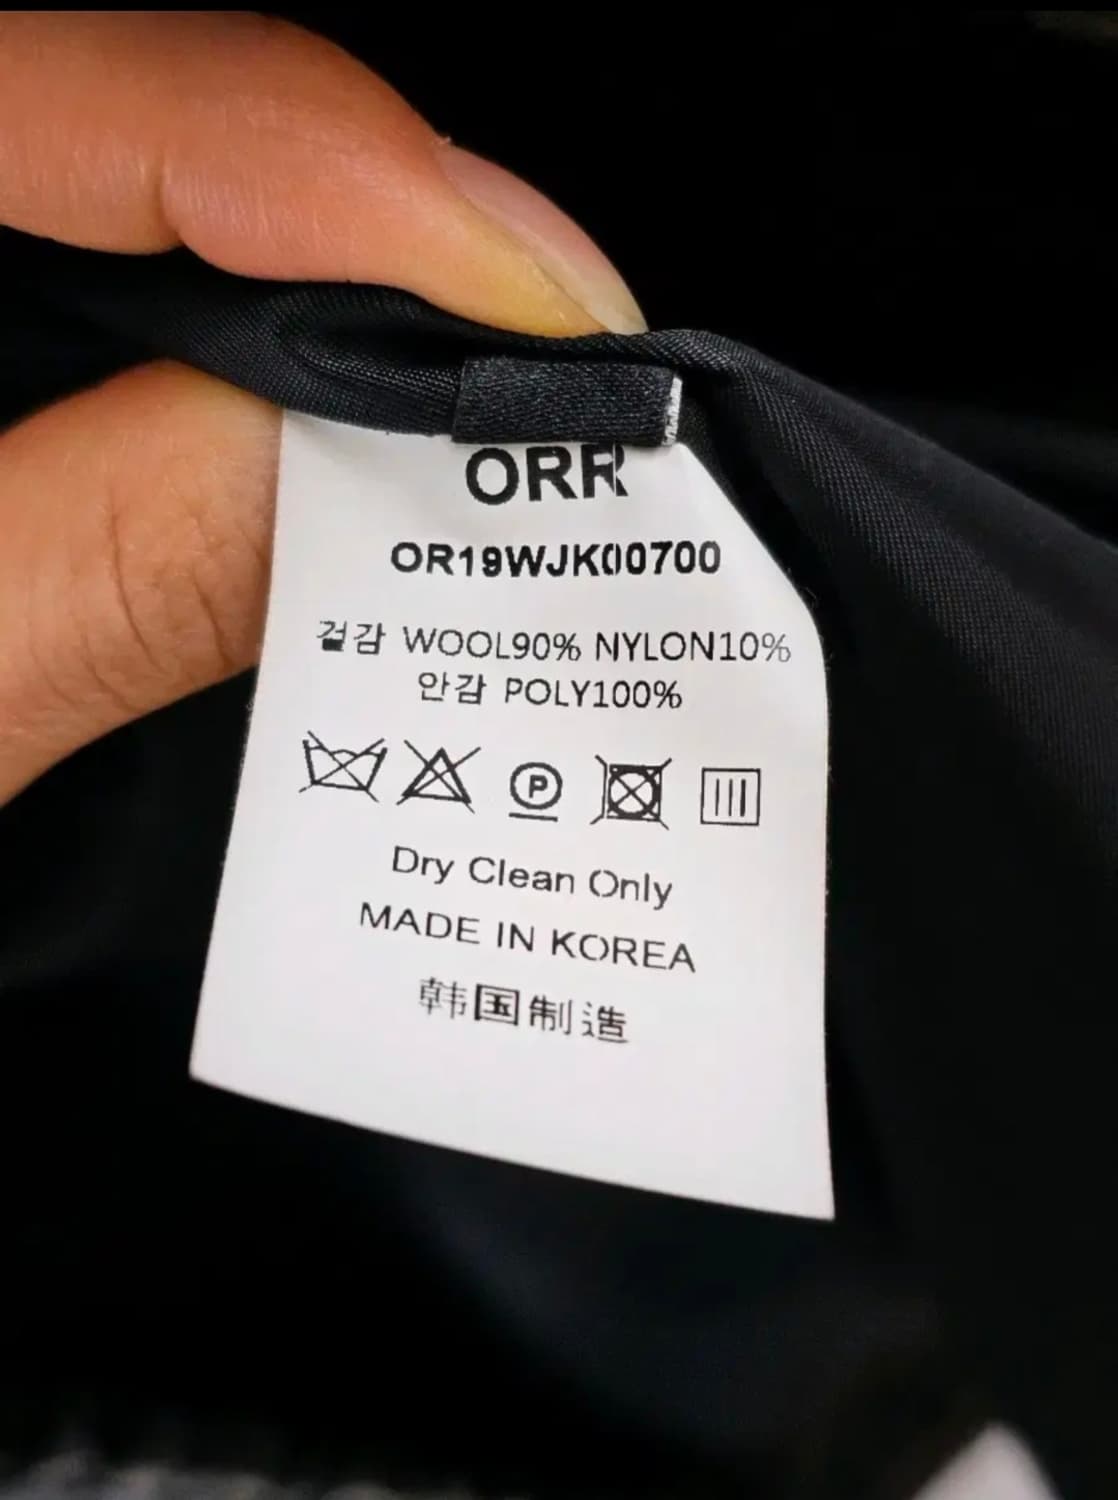 ORR
OR19WJK00700
겉감 WOOL90% NYLON10%
안감 POLY100%
P
Dry Clean Only
MADE IN KOREA
韩国制造